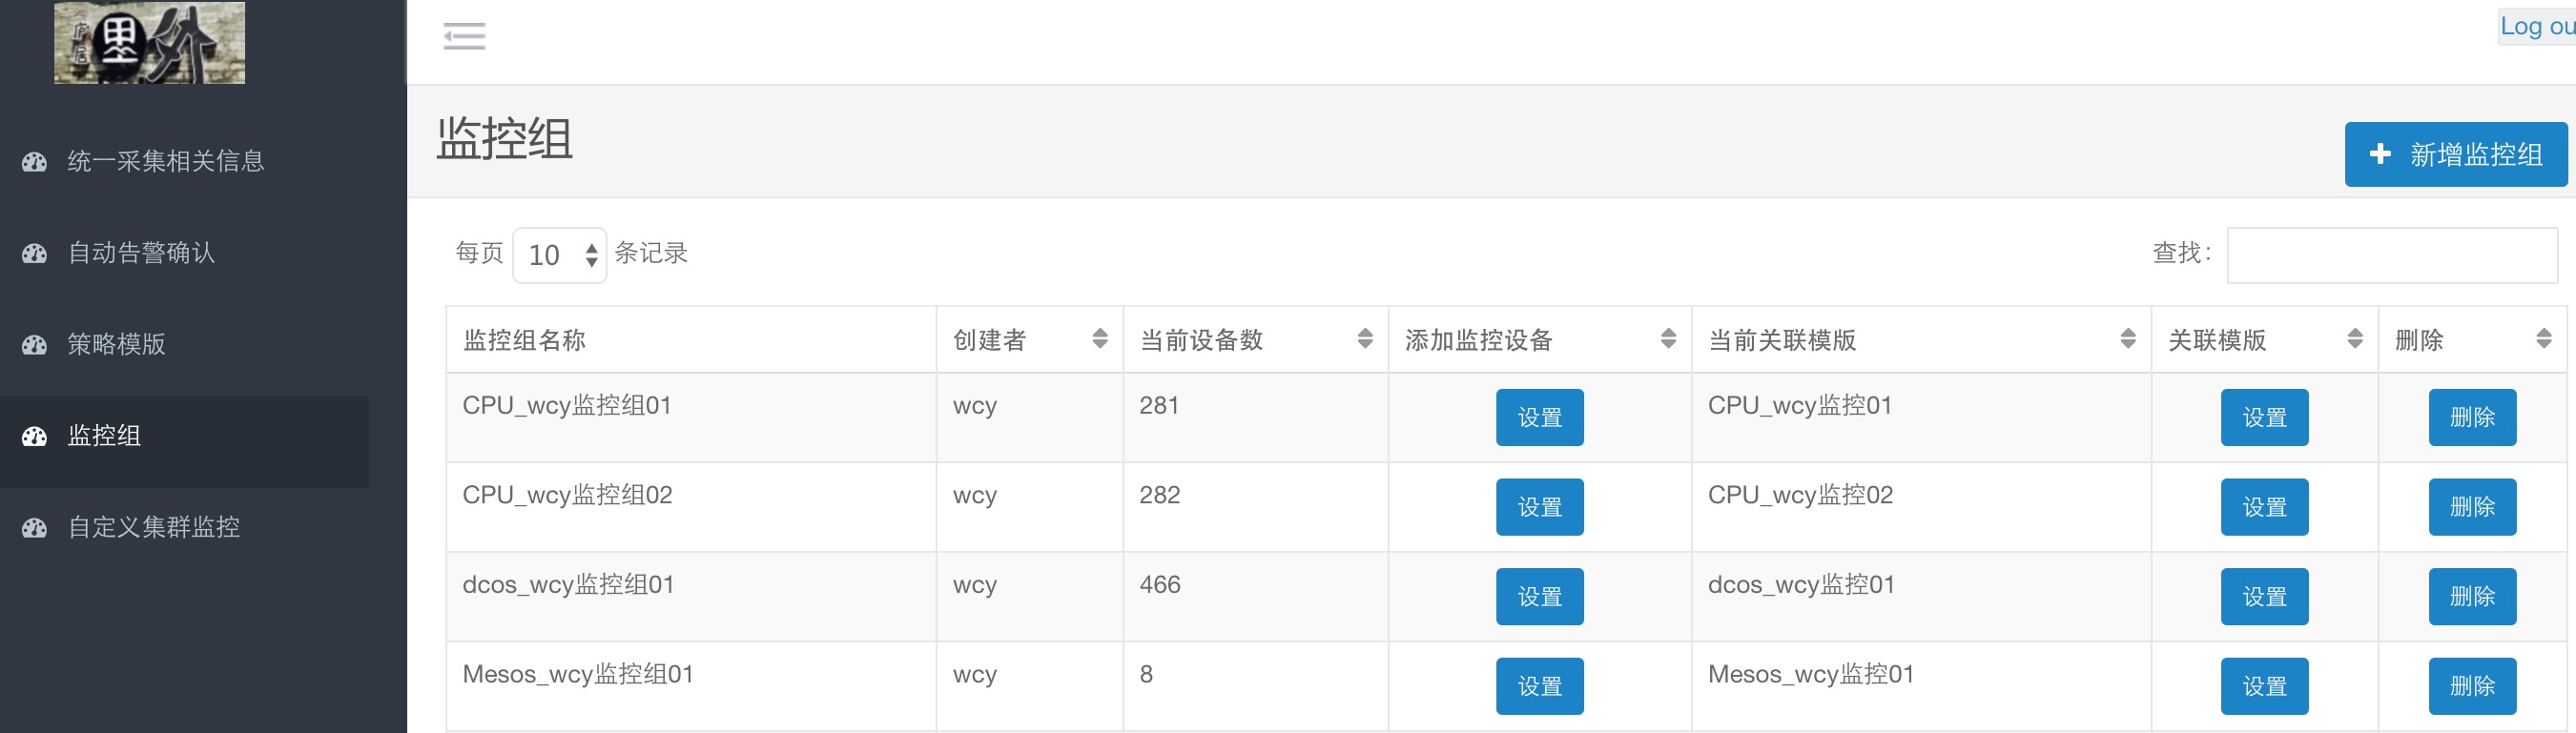 里外
Log ou
统一采集相关信息
自动告警确认
策略模版
监控组
自定义集群监控
监控组
新增监控组
每页 10 条记录
查找:
监控组名称 创建者 当前设备数 添加监控设备 当前关联模版 关联模版 删除
CPU_wcy监控组01 wcy 281 设置 CPU_wcy监控01 设置 删除
CPU_wcy监控组02 wcy 282 设置 CPU_wcy监控02 设置 删除
dcos_wcy监控组01 wcy 466 设置 dcos_wcy监控01 设置 删除
Mesos_wcy监控组01 wcy 8 设置 Mesos_wcy监控01 设置 删除